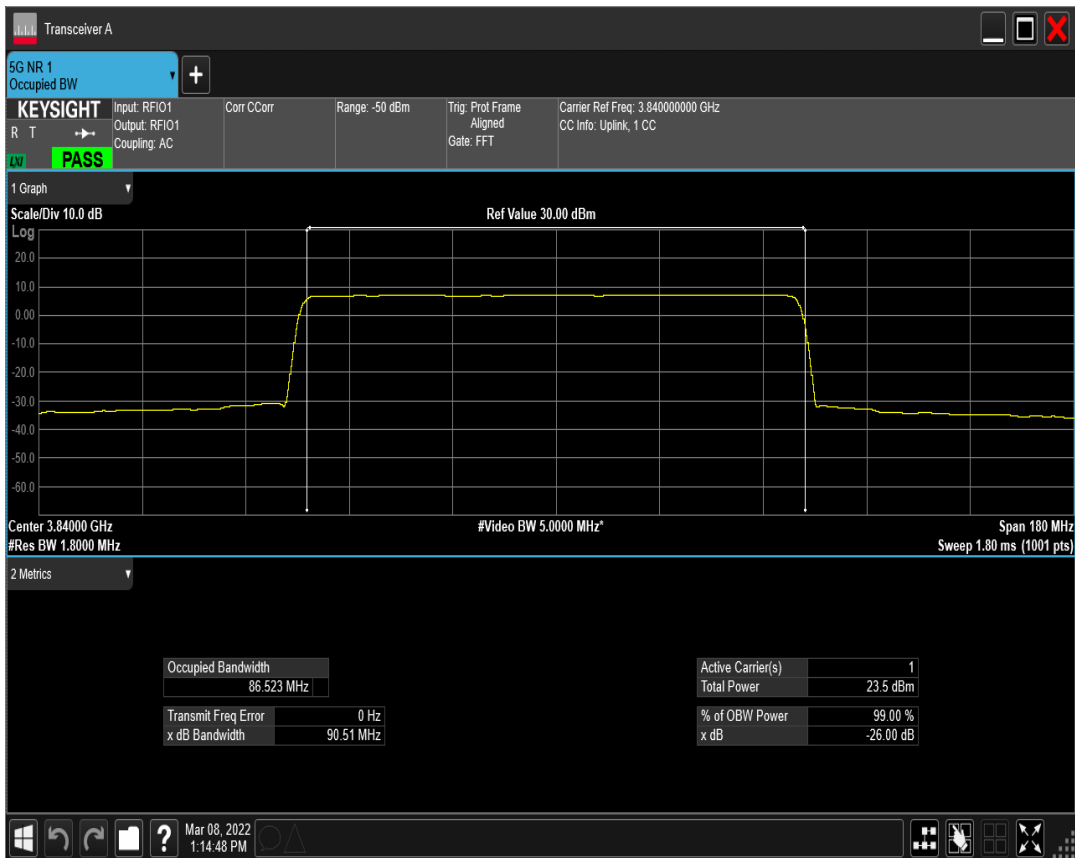 Transceiver A
5G NR 1
Occupied BW
KEYSIGHT
R T
LXI
PASS
Input: RFIO1
Output: RFIO1
Coupling: AC
Corr CCorr
Range: -50 dBm
Trig: Prot Frame
Aligned
Gate: FFT
Carrier Ref Freq: 3.840000000 GHz
CC Info: Uplink, 1 CC
1 Graph
Scale/Div 10.0 dB
Ref Value 30.00 dBm
Log
20.0
10.0
0.00
-10.0
-20.0
-30.0
-40.0
-50.0
-60.0
Center 3.84000 GHz
#Video BW 5.0000 MHz*
Span 180 MHz
#Res BW 1.8000 MHz
Sweep 1.80 ms (1001 pts)
2 Metrics
Occupied Bandwidth
86.523 MHz
Transmit Freq Error 0 Hz
x dB Bandwidth 90.51 MHz
Active Carrier(s) 1
Total Power 23.5 dBm
% of OBW Power 99.00 %
x dB -26.00 dB
?
Mar 08, 2022
1:14:48 PM